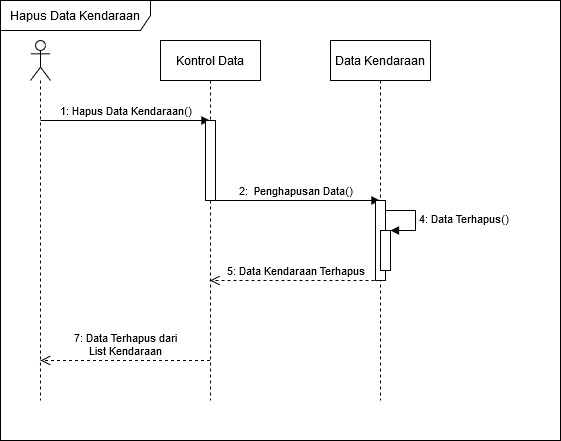 Hapus Data Kendaraan
Kontrol Data
Data Kendaraan
1: Hapus Data Kendaraan()
2:  Penghapusan Data()
4: Data Terhapus()
5: Data Kendaraan Terhapus
7: Data Terhapus dari
List Kendaraan